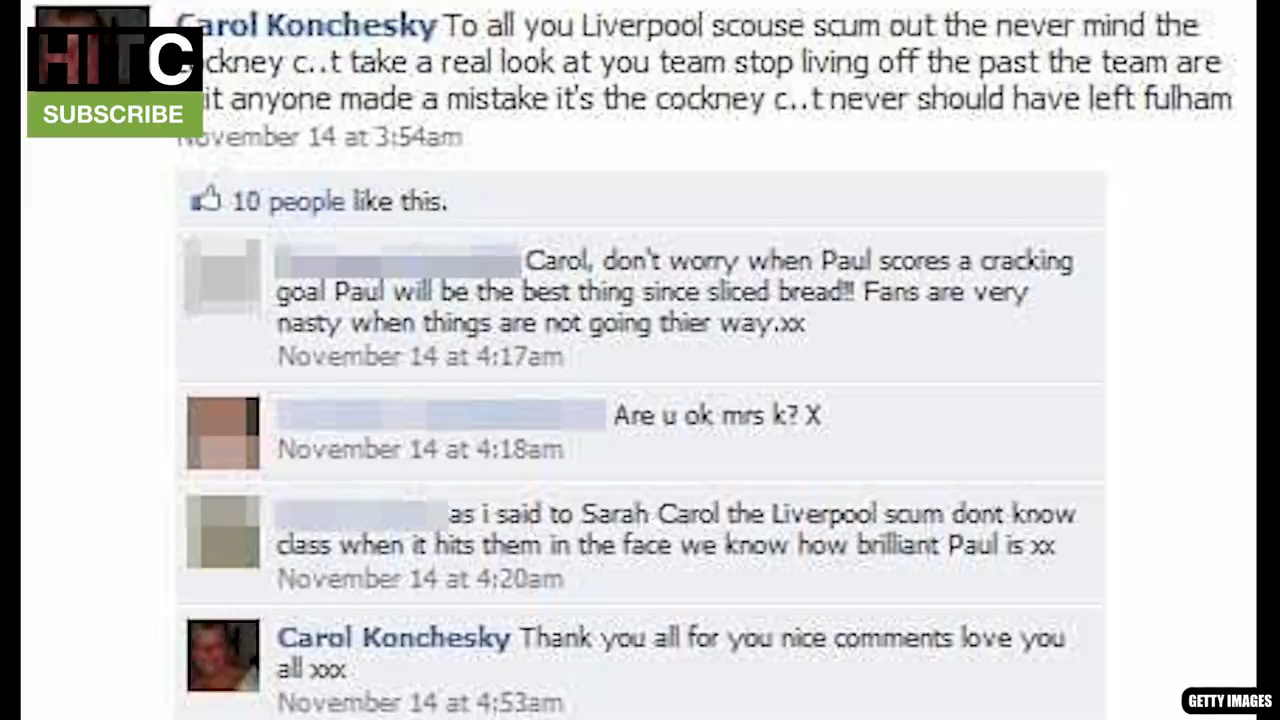 HITC
SUBSCRIBE
Carol Konchesky To all you Liverpool scouse scum out the never mind the
ckney c..t take a real look at you team stop living off the past the team are
it anyone made a mistake it's the cockney c..t never should have left fulham
November 14 at 3:54am
10 people like this.
Carol, don't worry when Paul scores a cracking
goal Paul will be the best thing since sliced bread!! Fans are very
nasty when things are not going thier way.xx
November 14 at 4:17am
Are u ok mrs k? X
November 14 at 4:18am
as i said to Sarah Carol the Liverpool scum dont know
class when it hits them in the face we know how brilliant Paul is xx
November 14 at 4:20am
Carol Konchesky Thank you all for you nice comments love you
all xxx
November 14 at 4:53am
GETTY IMAGES